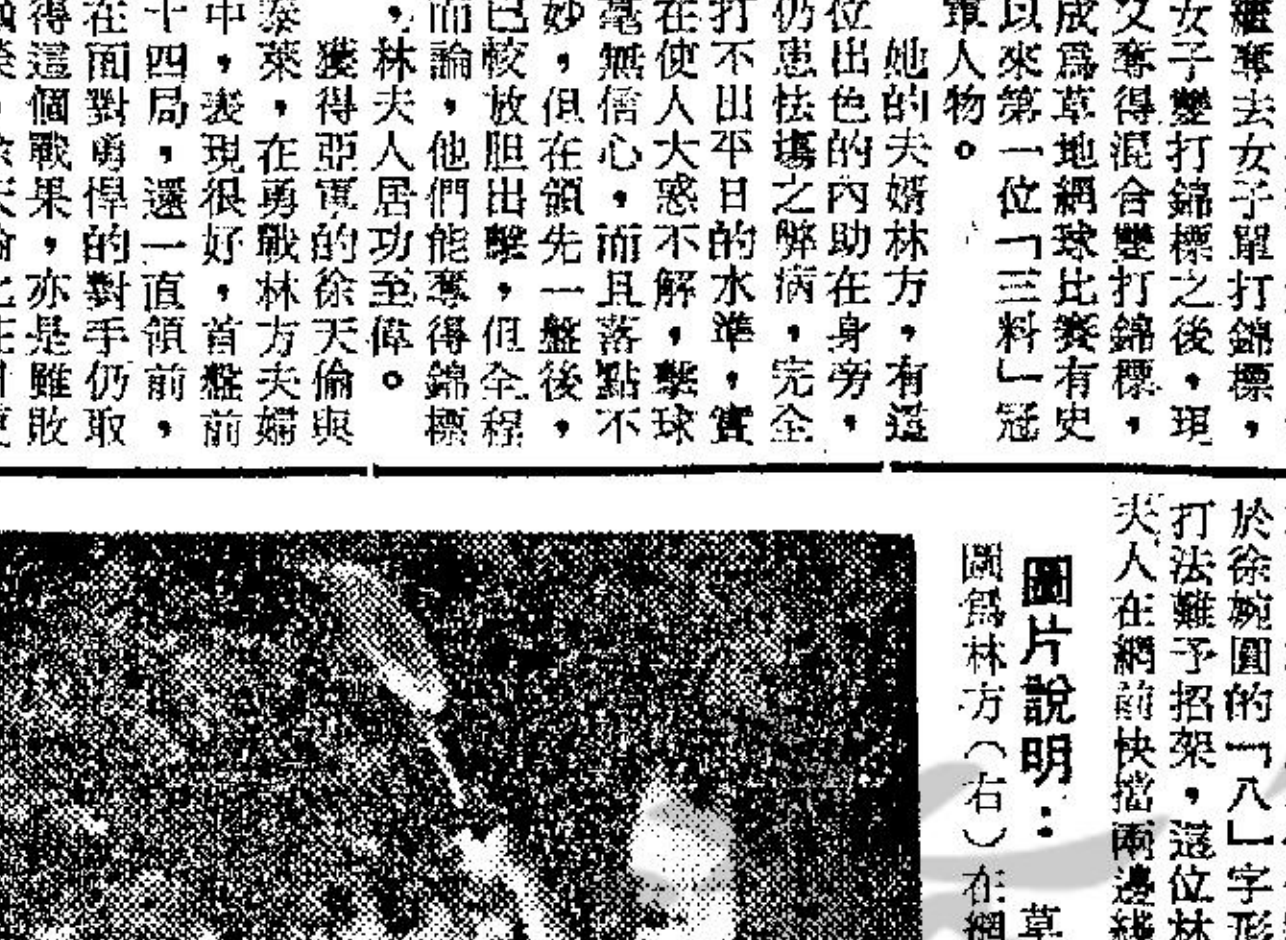 繼奪去女子單打錦標，
女子雙打錦標之後，現
又奪得混合雙打錦標，
成爲草地網球比賽有史
以來第一位「三料」冠
軍人物。
她的夫婿林方，有這
位出色的內助在身旁，
仍患怯塲之弊病，完全
打不出平日的水準，實
在使人大惑不解，擊球
毫無信心，而且落點不
妙，但在領先一盤後，
已較放胆出擊，但全程
而論，他們能奪得錦標
，林夫人居功至偉。
獲得亞軍的徐天倫與
泰萊，在勇戰林方夫婦
中，表現很好，首盤前
十四局，還一直領前，
在面對勇悍的對手仍取
得這個戰果，亦是雖敗
於徐婉圓的「八」字形
打法難予招架，這位林
夫人在網前快擋兩邊綫
圖片說明：草
圖爲林方（右）在網